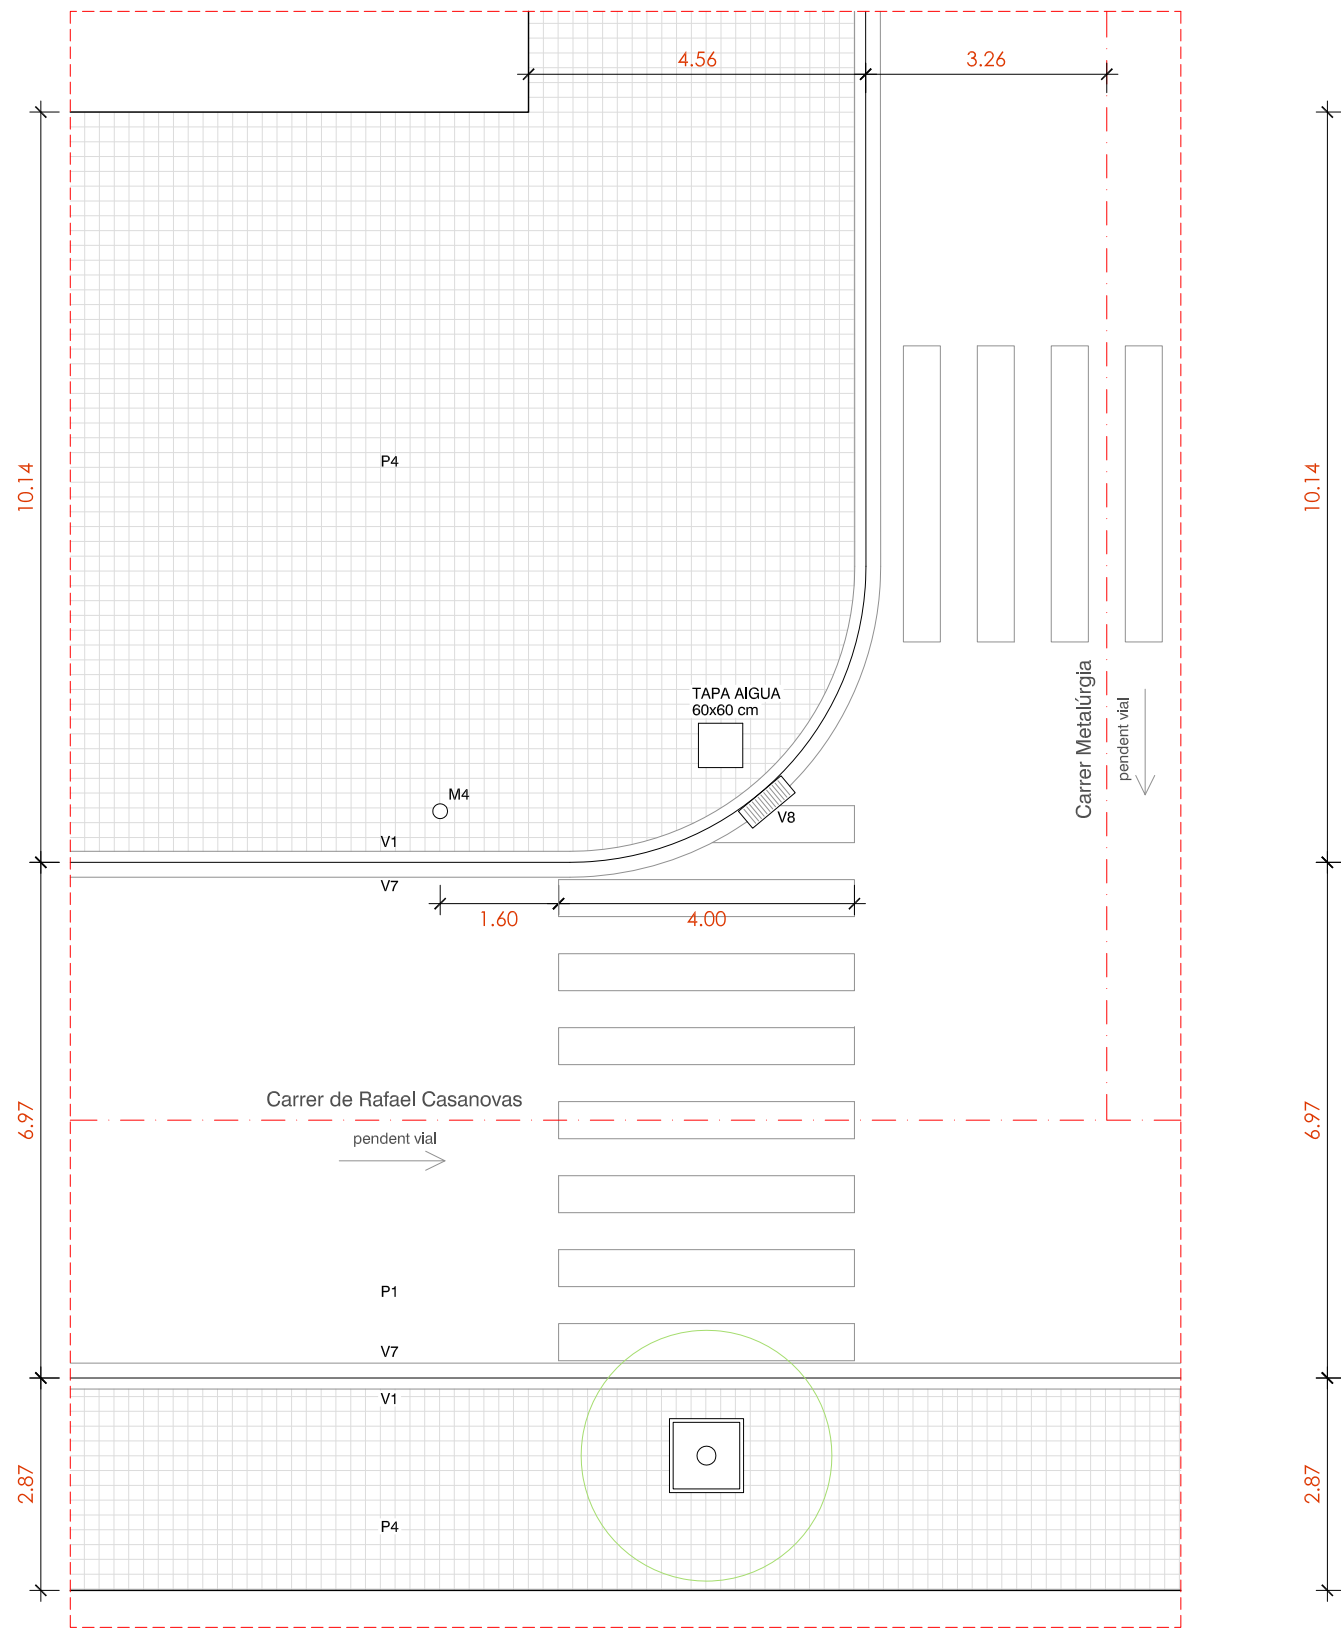 4.56
3.26
10.14
10.14
P4
TAPA AIGUA
60x60 cm
Carrer Metalúrgia
pendent vial
M4
V8
V1
V7
1.60
4.00
Carrer de Rafael Casanovas
pendent vial
6.97
6.97
P1
V7
V1
2.87
2.87
P4